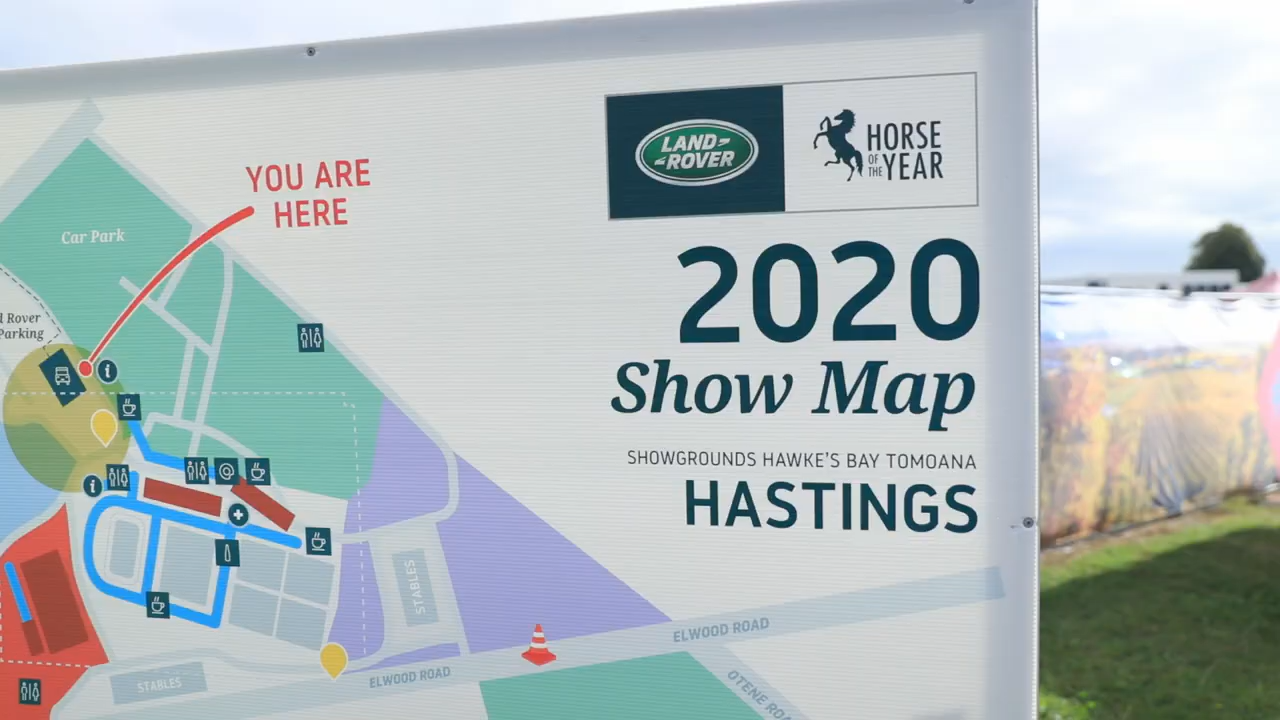 LAND-
-ROVER
HORSE
OF THE YEAR
2020
Show Map
SHOWGROUNDS HAWKE'S BAY TOMOANA
HASTINGS
YOU ARE
HERE
Car Park
Rover
Parking
i
@
i
STABLES
STABLES
ELWOOD ROAD
ELWOOD ROAD
OTENE